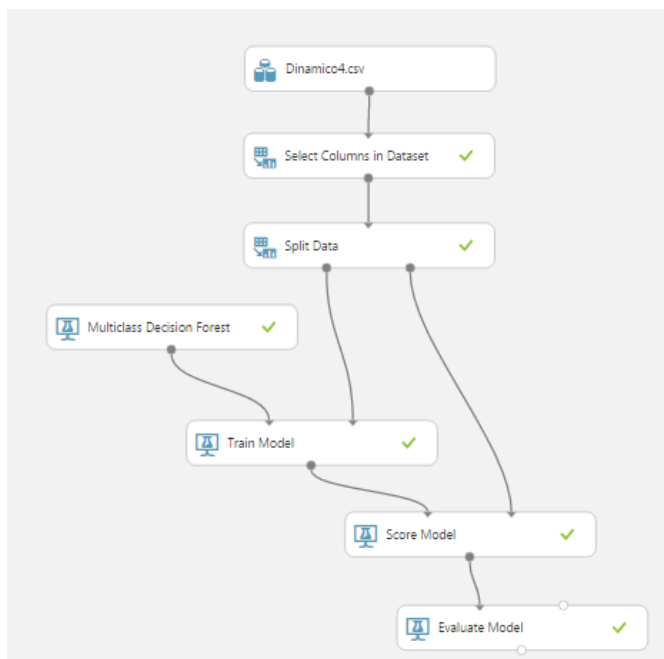 Dinamico4.csv
Select Columns in Dataset
Split Data
Multiclass Decision Forest
Train Model
Score Model
Evaluate Model